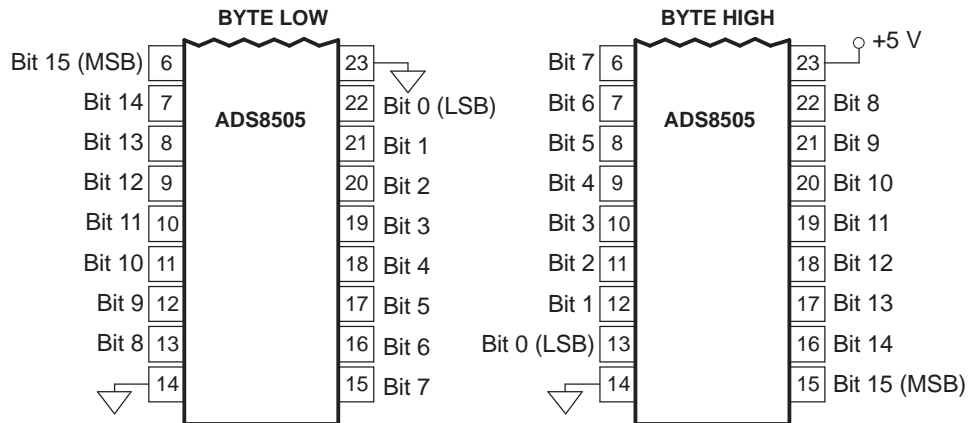 BYTE LOW
Bit 15 (MSB) 6
Bit 14 7
Bit 13 8
Bit 12 9
Bit 11 10
Bit 10 11
Bit 9 12
Bit 8 13
14
ADS8505
23
22 Bit 0 (LSB)
21 Bit 1
20 Bit 2
19 Bit 3
18 Bit 4
17 Bit 5
16 Bit 6
15 Bit 7
BYTE HIGH
Bit 7 6
Bit 6 7
Bit 5 8
Bit 4 9
Bit 3 10
Bit 2 11
Bit 1 12
Bit 0 (LSB) 13
14
ADS8505
23 +5 V
22 Bit 8
21 Bit 9
20 Bit 10
19 Bit 11
18 Bit 12
17 Bit 13
16 Bit 14
15 Bit 15 (MSB)